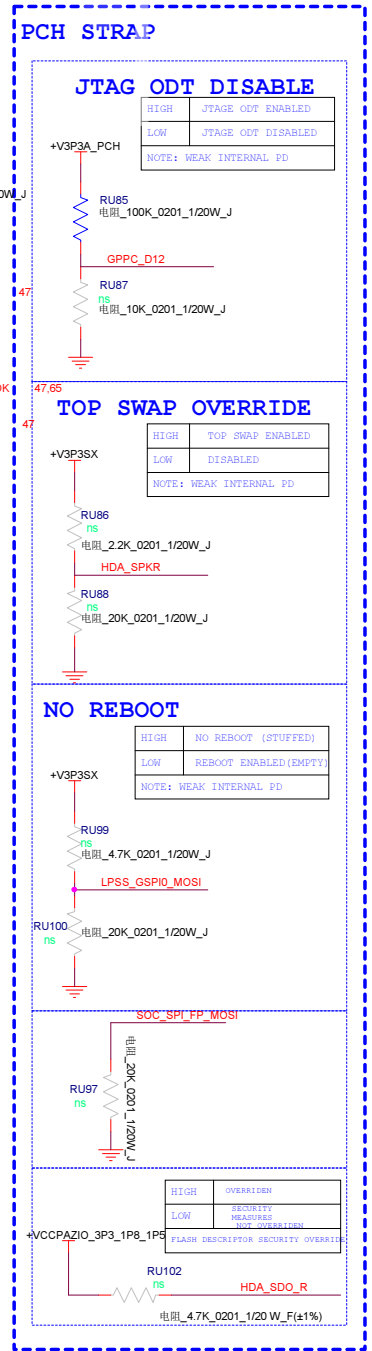 PCH STRAP
JTAG ODT DISABLE
HIGH JTAGE ODT ENABLED
LOW JTAGE ODT DISABLED
NOTE: WEAK INTERNAL PD
+V3P3A_PCH
0W_J
RU85
电阻_100K_0201_1/20W_J
GPPC_D12
RU87
47
ns
电阻_10K_0201_1/20W_J
0K 47,65
TOP SWAP OVERRIDE
47
HIGH TOP SWAP ENABLED
LOW DISABLED
NOTE: WEAK INTERNAL PD
+V3P3SX
RU86
ns
电阻_2.2K_0201_1/20W_J
HDA_SPKR
RU88
ns
电阻_20K_0201_1/20W_J
NO REBOOT
HIGH NO REBOOT (STUFFED)
LOW REBOOT ENABLED(EMPTY)
NOTE: WEAK INTERNAL PD
+V3P3SX
RU99
ns
电阻_4.7K_0201_1/20W_J
LPSS_GSPI0_MOSI
RU100
ns
电阻_20K_0201_1/20W_J
SOC_SPI_FP_MOSI
RU97
ns
电阻_20K_0201_1/20W_J
HIGH OVERRIDEN
LOW SECURITY
MEASURES
NOT OVERRIDEN
FLASH DESCRIPTOR SECURITY OVERRIDE
+VCCPAZIO_3P3_1P8_1P5
RU102
ns
HDA_SDO_R
电阻_4.7K_0201_1/20 W_F(±1%)